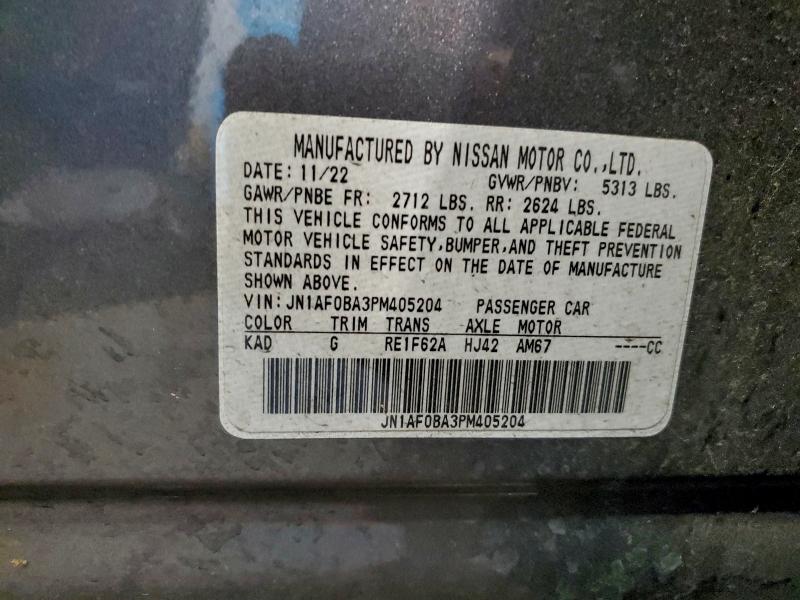 MANUFACTURED BY NISSAN MOTOR CO.,LTD.
DATE: 11/22 GVWR/PNBV: 5313 LBS.
GAWR/PNBE FR: 2712 LBS. RR: 2624 LBS.
THIS VEHICLE CONFORMS TO ALL APPLICABLE FEDERAL
MOTOR VEHICLE SAFETY,BUMPER,AND THEFT PREVENTION
STANDARDS IN EFFECT ON THE DATE OF MANUFACTURE
SHOWN ABOVE.
VIN:JN1AF0BA3PM405204 PASSENGER CAR
COLOR TRIM TRANS AXLE MOTOR
KAD G RE1F62A HJ42 AM67 ----CC
JN1AF0BA3PM405204